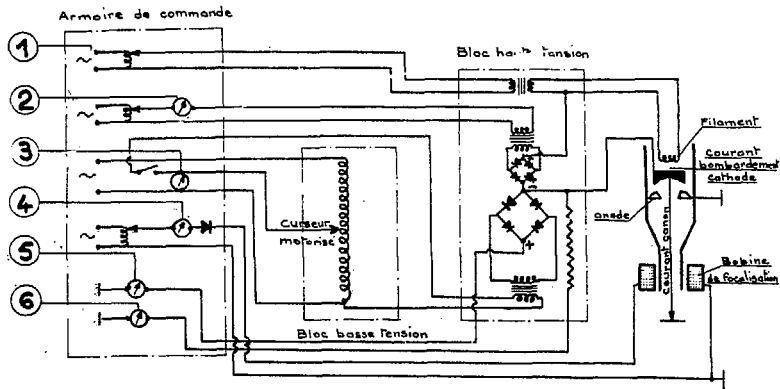 Armoire de commande
Bloc haute tension
1
2
3
4
5
6
Filament
Courant
bombardement
cathode
anode
Curseur
motorisé
Courant canon
Bobine
de focalisation
Bloc basse tension